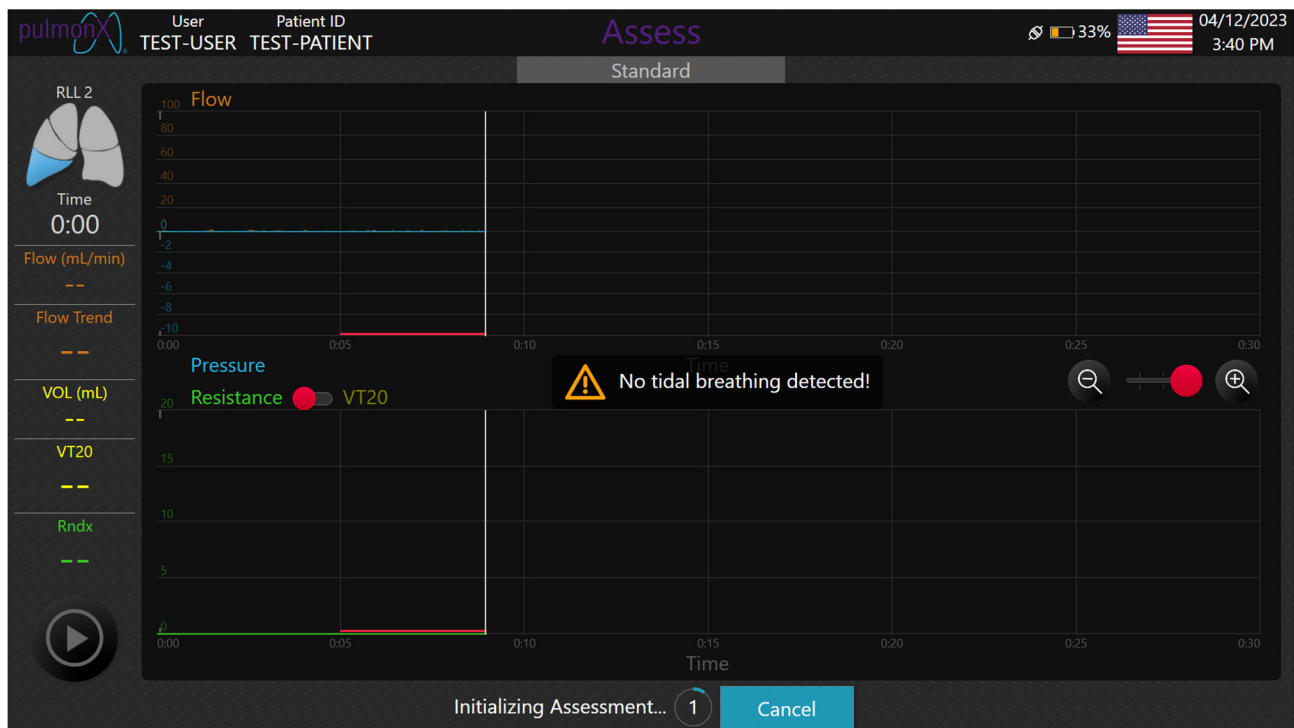 pulmonX
User Patient ID
TEST-USER TEST-PATIENT
Assess
33%
04/12/2023
3:40 PM
Standard
RLL 2
Time
0:00
Flow (mL/min)
--
Flow Trend
--
VOL (mL)
--
VT20
--
Rndx
--
Flow
100
80
60
40
20
0
-2
-4
-6
-8
-10
0:00 0:05 0:10 0:15 0:20 0:25 0:30
Time
Pressure
No tidal breathing detected!
Resistance VT20
20
15
10
5
0
0:00 0:05 0:10 0:15 0:20 0:25 0:30
Time
Initializing Assessment... 1 Cancel